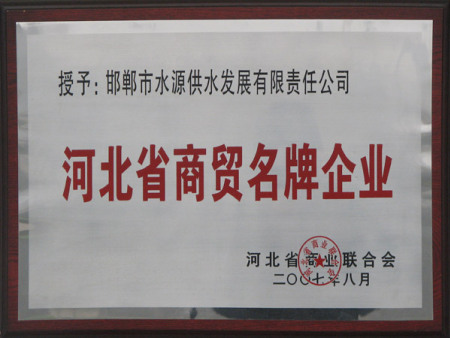 授予：邯郸市水源供水发展有限责任公司
河北省商贸名牌企业
河北省商业联合会
二〇〇七年八月